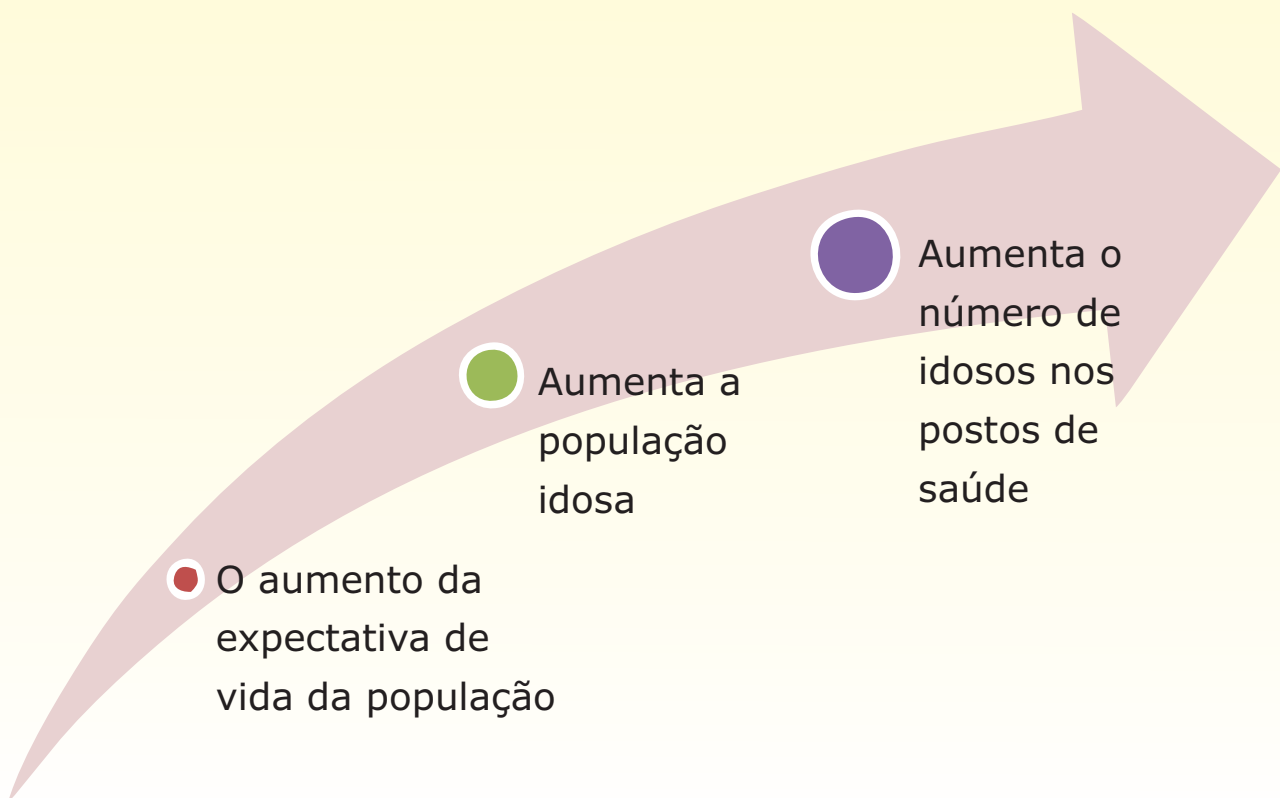 O aumento da
expectativa de
vida da população
Aumenta a
população
idosa
Aumenta o
número de
idosos nos
postos de
saúde